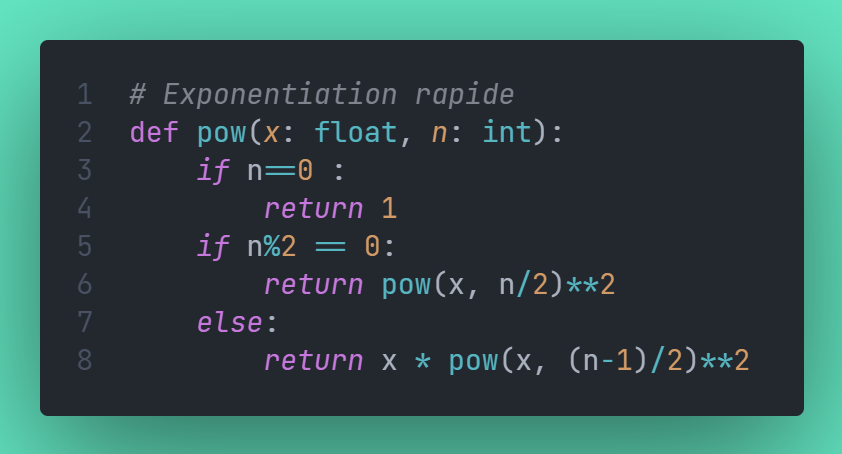 1 # Exponentiation rapide
2 def pow(x: float, n: int):
3     if n==0 :
4         return 1
5     if n%2 == 0:
6         return pow(x, n/2)**2
7     else:
8         return x * pow(x, (n-1)/2)**2